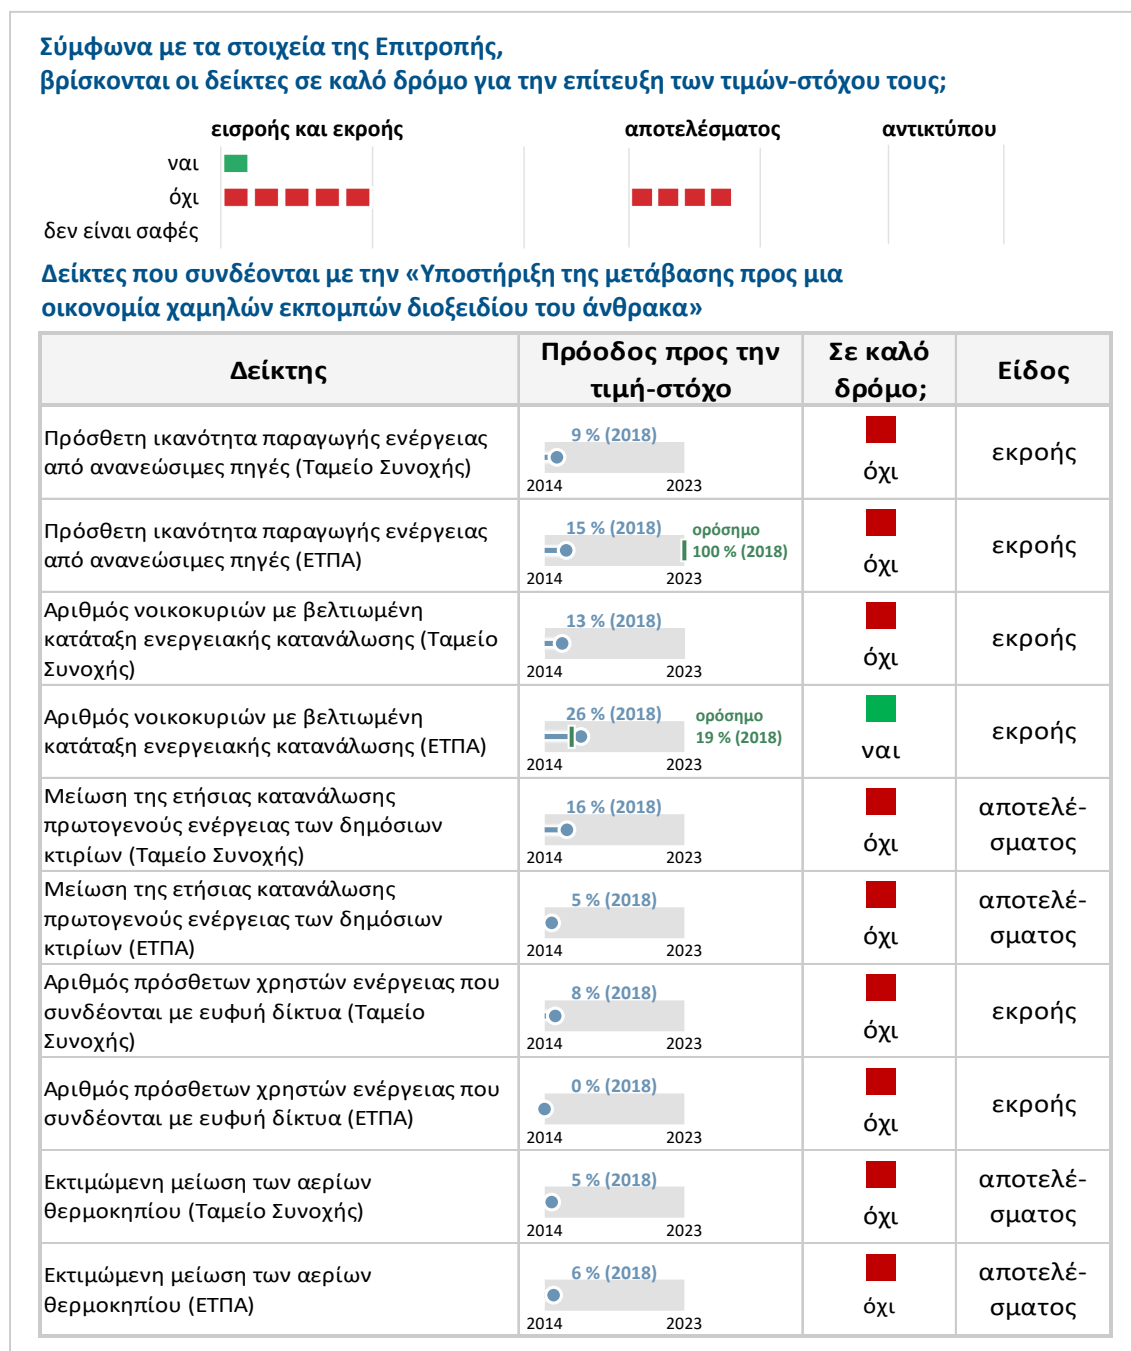 Σύμφωνα με τα στοιχεία της Επιτροπής,
βρίσκονται οι δείκτες σε καλό δρόμο για την επίτευξη των τιμών-στόχου τους;
εισροής και εκροής
αποτελέσματος
αντικτύπου
ναι
όχι
δεν είναι σαφές
Δείκτες που συνδέονται με την «Υποστήριξη της μετάβασης προς μια
οικονομία χαμηλών εκπομπών διοξειδίου του άνθρακα»
Δείκτης
Πρόοδος προς την
τιμή-στόχο
Σε καλό
δρόμο;
Είδος
Πρόσθετη ικανότητα παραγωγής ενέργειας
από ανανεώσιμες πηγές (Ταμείο Συνοχής)
9 % (2018)
2014 2023
όχι
εκροής
Πρόσθετη ικανότητα παραγωγής ενέργειας
από ανανεώσιμες πηγές (ΕΤΠΑ)
15 % (2018)
ορόσημο
100 % (2018)
2014 2023
όχι
εκροής
Αριθμός νοικοκυριών με βελτιωμένη
κατάταξη ενεργειακής κατανάλωσης (Ταμείο
Συνοχής)
13 % (2018)
2014 2023
όχι
εκροής
Αριθμός νοικοκυριών με βελτιωμένη
κατάταξη ενεργειακής κατανάλωσης (ΕΤΠΑ)
26 % (2018)
ορόσημο
19 % (2018)
2014 2023
ναι
εκροής
Μείωση της ετήσιας κατανάλωσης
πρωτογενούς ενέργειας των δημόσιων
κτιρίων (Ταμείο Συνοχής)
16 % (2018)
2014 2023
όχι
αποτελέ-
σματος
Μείωση της ετήσιας κατανάλωσης
πρωτογενούς ενέργειας των δημόσιων
κτιρίων (ΕΤΠΑ)
5 % (2018)
2014 2023
όχι
αποτελέ-
σματος
Αριθμός πρόσθετων χρηστών ενέργειας που
συνδέονται με ευφυή δίκτυα (Ταμείο
Συνοχής)
8 % (2018)
2014 2023
όχι
εκροής
Αριθμός πρόσθετων χρηστών ενέργειας που
συνδέονται με ευφυή δίκτυα (ΕΤΠΑ)
0 % (2018)
2014 2023
όχι
εκροής
Εκτιμώμενη μείωση των αερίων
θερμοκηπίου (Ταμείο Συνοχής)
5 % (2018)
2014 2023
όχι
αποτελέ-
σματος
Εκτιμώμενη μείωση των αερίων
θερμοκηπίου (ΕΤΠΑ)
6 % (2018)
2014 2023
όχι
αποτελέ-
σματος